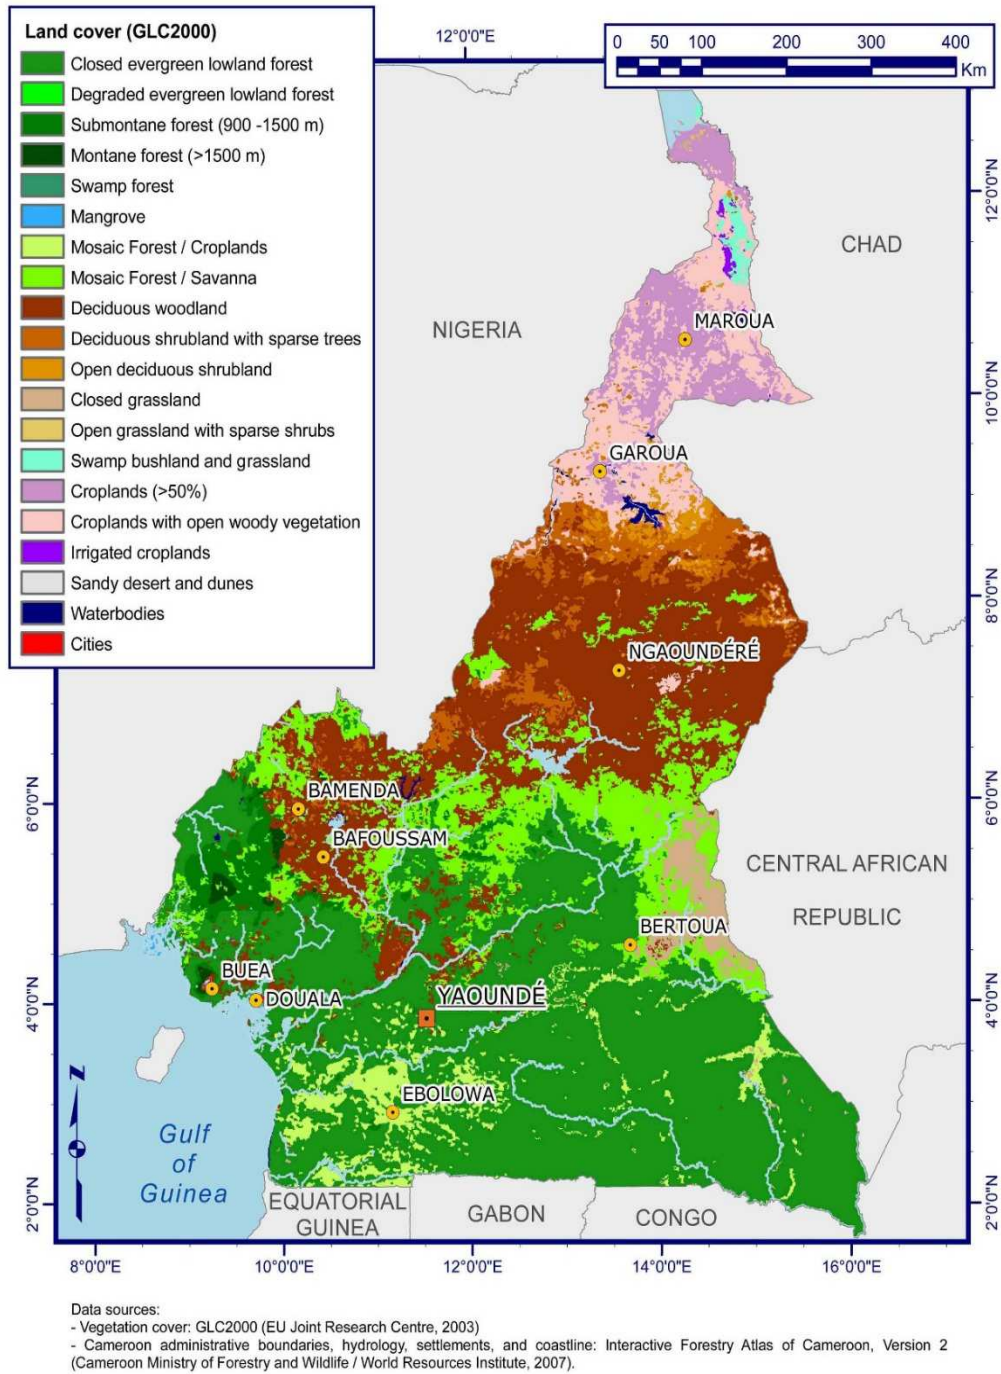 Land cover (GLC2000)
Closed evergreen lowland forest
Degraded evergreen lowland forest
Submontane forest (900 -1500 m)
Montane forest (>1500 m)
Swamp forest
Mangrove
Mosaic Forest / Croplands
Mosaic Forest / Savanna
Deciduous woodland
Deciduous shrubland with sparse trees
Open deciduous shrubland
Closed grassland
Open grassland with sparse shrubs
Swamp bushland and grassland
Croplands (>50%)
Croplands with open woody vegetation
Irrigated croplands
Sandy desert and dunes
Waterbodies
Cities
12°0'0"E
0 50 100 200 300 400
Km
12°0'0"N
CHAD
NIGERIA
MAROUA
10°0'0"N
GAROUA
8°0'0"N
NGAOUNDÉRÉ
6°0'0"N
6°0'0"N
BAMENDA
BAFOUSSAM
CENTRAL AFRICAN
REPUBLIC
BERTOUA
BUEA
DOUALA
YAOUNDÉ
4°0'0"N
4°0'0"N
N
EBOLOWA
Gulf
of
Guinea
2°0'0"N
2°0'0"N
EQUATORIAL
GUINEA
GABON
CONGO
8°0'0"E
10°0'0"E
12°0'0"E
14°0'0"E
16°0'0"E
Data sources:
- Vegetation cover: GLC2000 (EU Joint Research Centre, 2003)
- Cameroon administrative boundaries, hydrology, settlements, and coastline: Interactive Forestry Atlas of Cameroon, Version 2
(Cameroon Ministry of Forestry and Wildlife / World Resources Institute, 2007).